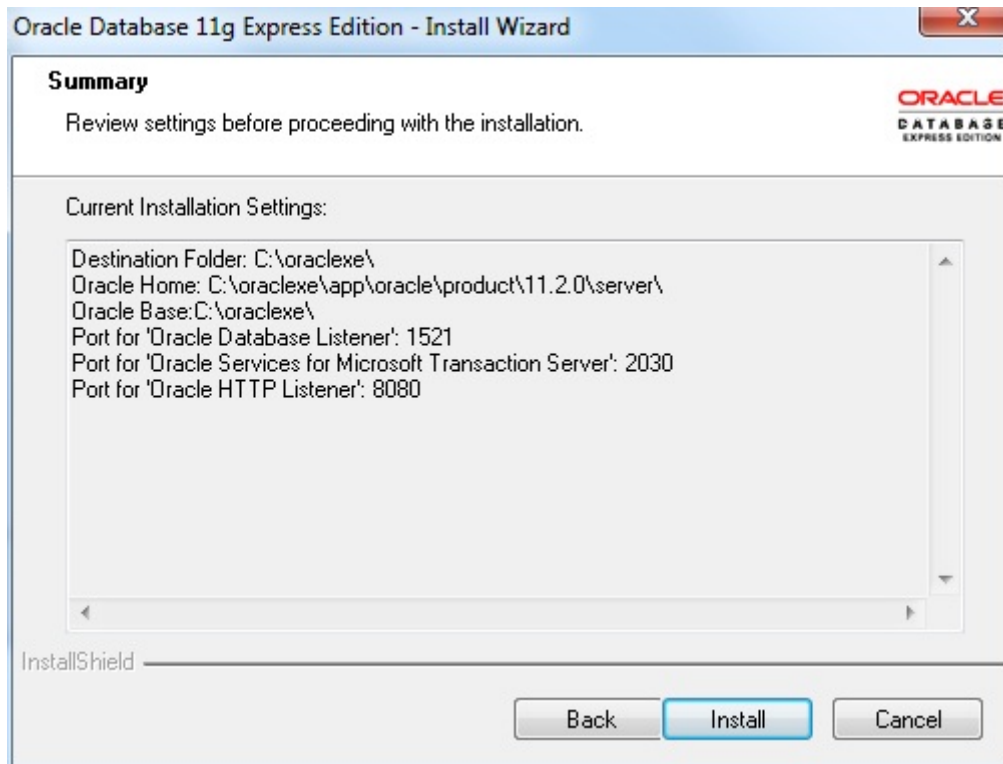 Oracle Database 11g Express Edition - Install Wizard
Summary
Review settings before proceeding with the installation.
ORACLE
DATABASE
EXPRESS EDITION
Current Installation Settings:
Destination Folder: C:\oraclexe\
Oracle Home: C:\oraclexe\app\oracle\product\11.2.0\server\
Oracle Base:C:\oraclexe\
Port for 'Oracle Database Listener': 1521
Port for 'Oracle Services for Microsoft Transaction Server': 2030
Port for 'Oracle HTTP Listener': 8080
InstallShield
Back Install Cancel